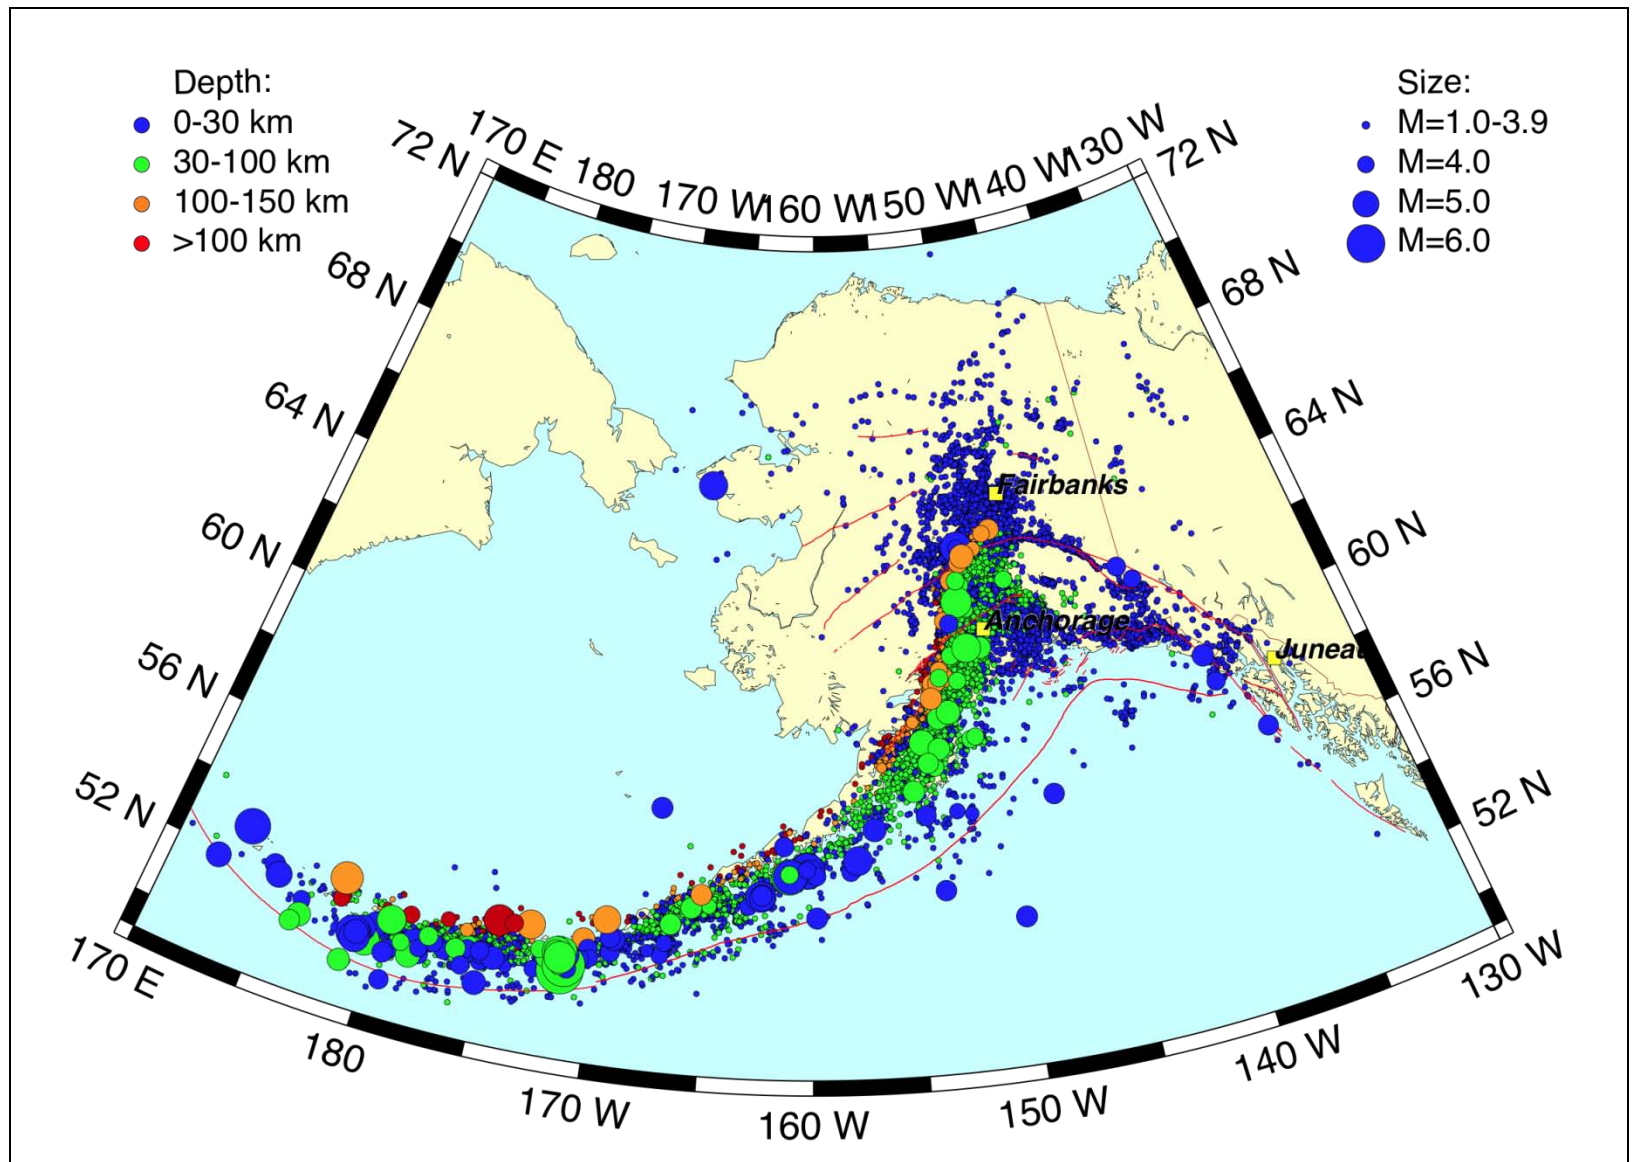 Depth:
0-30 km
30-100 km
100-150 km
>100 km
Size:
M=1.0-3.9
M=4.0
M=5.0
M=6.0
170 E
180
170 W
160 W
150 W
140 W
130 W
72 N
72 N
68 N
68 N
64 N
64 N
60 N
60 N
56 N
56 N
52 N
52 N
Fairbanks
Anchorage
Juneau
170 E
180
170 W
160 W
150 W
140 W
130 W